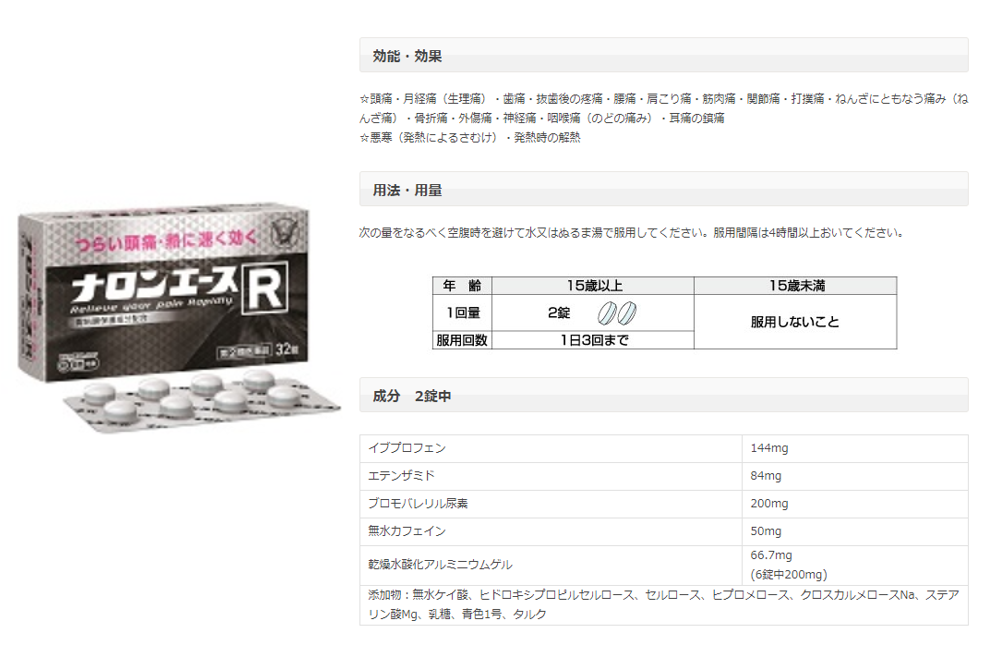 つらい頭痛・熱に速く効く
ナロンエースR
Relieve your pain Rapidly
32錠
効能・効果
☆頭痛・月経痛（生理痛）・歯痛・抜歯後の疼痛・腰痛・肩こり痛・筋肉痛・関節痛・打撲痛・ねんざにともなう痛み（ね
んざ痛）・骨折痛・外傷痛・神経痛・咽喉痛（のどの痛み）・耳痛の鎮痛
☆悪寒（発熱によるさむけ）・発熱時の解熱
用法・用量
次の量をなるべく空腹時を避けて水又はぬるま湯で服用してください。服用間隔は4時間以上おいてください。
年　齢 15歳以上 15歳未満
1回量 2錠 服用しないこと
服用回数 1日3回まで
成分　2錠中
イブプロフェン 144mg
エテンザミド 84mg
ブロモバレリル尿素 200mg
無水カフェイン 50mg
乾燥水酸化アルミニウムゲル 66.7mg
(6錠中200mg)
添加物：無水ケイ酸、ヒドロキシプロピルセルロース、セルロース、ヒプロメロース、クロスカルメロースNa、ステア
リン酸Mg、乳糖、青色1号、タルク